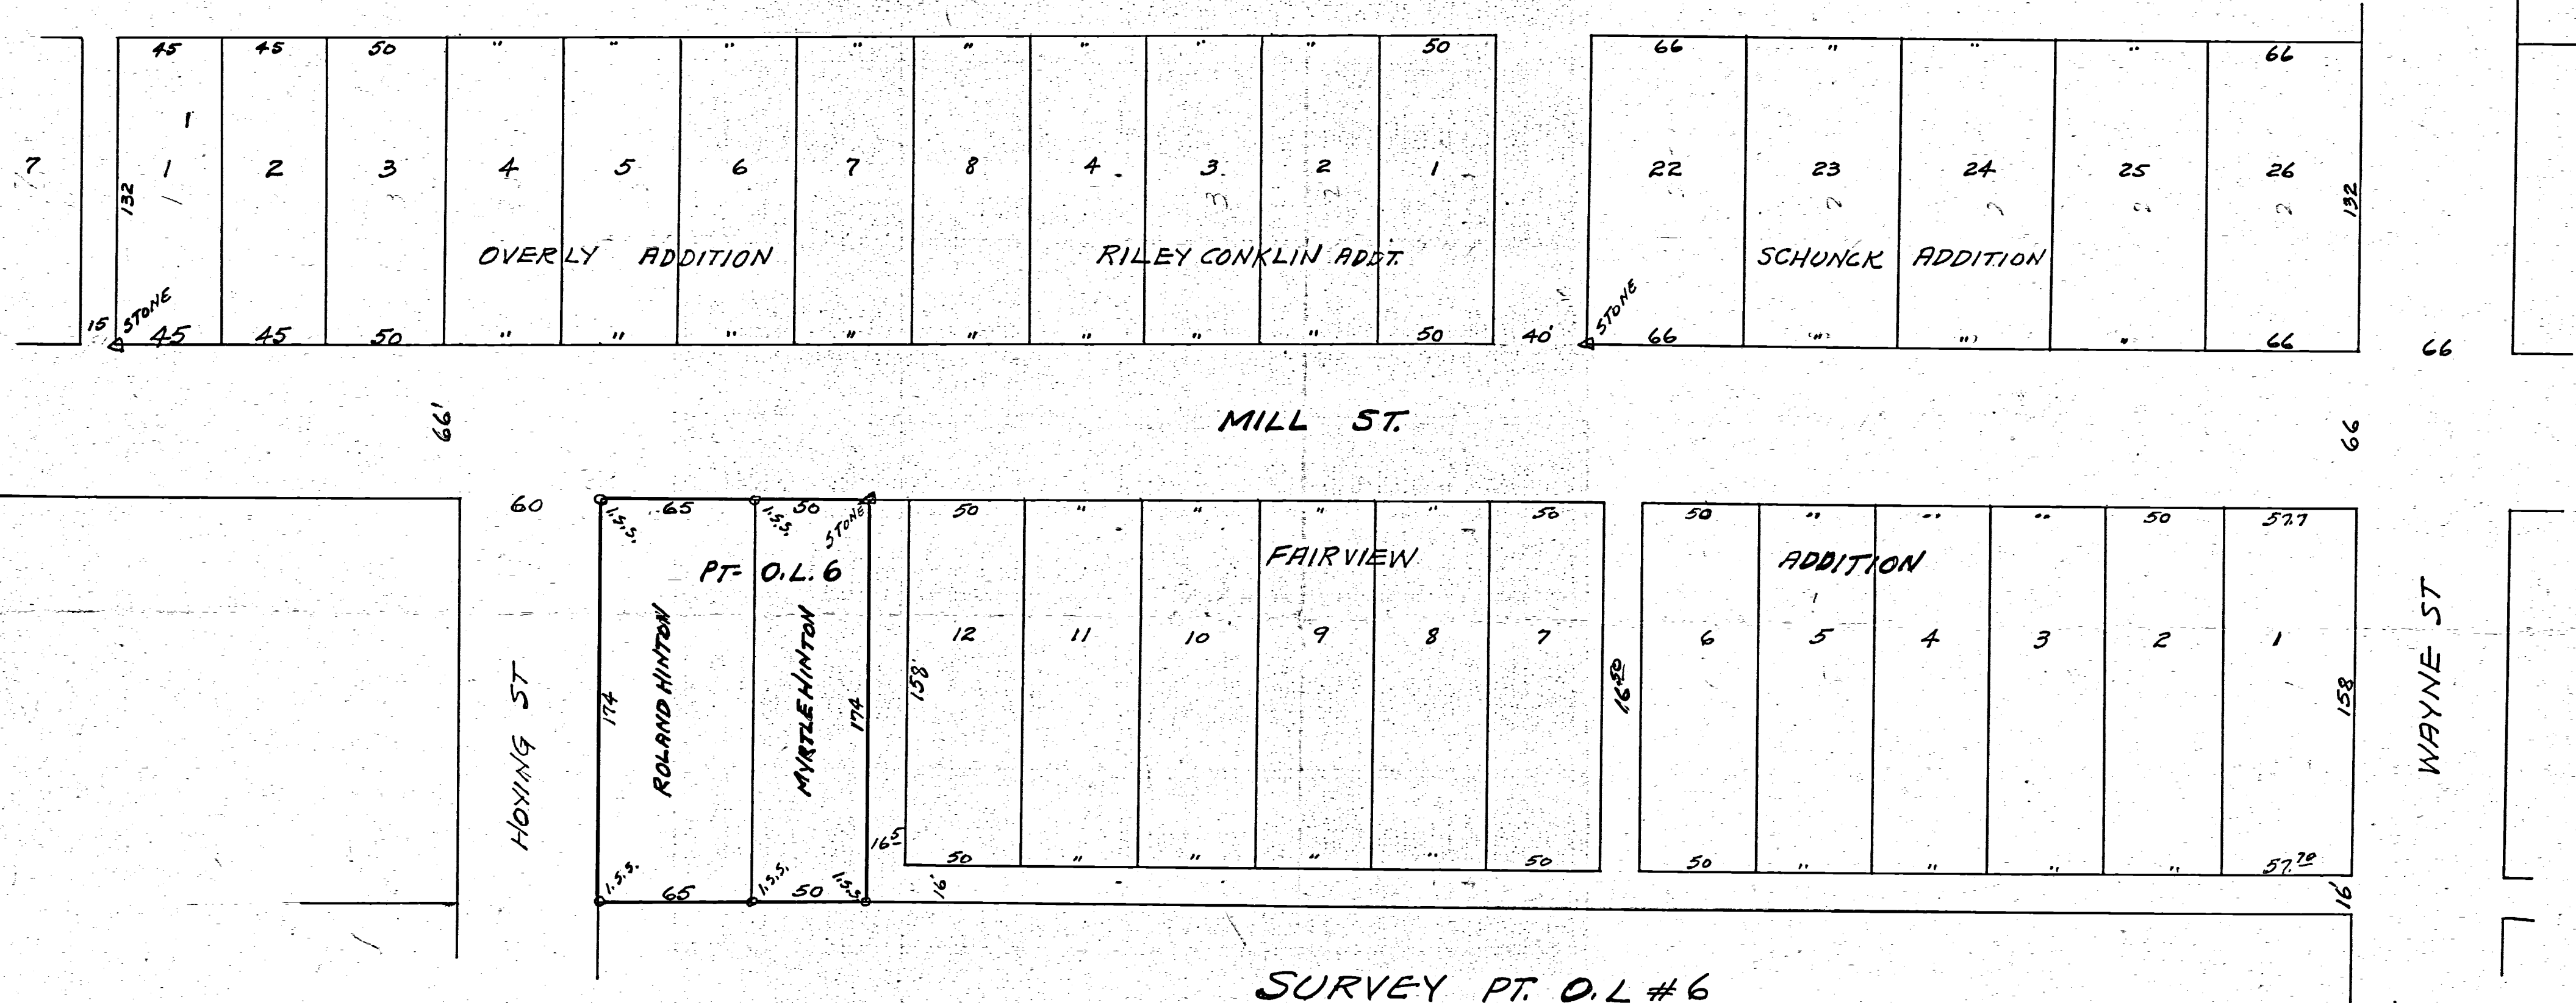 45 45 50 " " " " " " " " 50 66 " " " 66
1
7 1 2 3 4 5 6 7 8 4 3 2 1 22 23 24 25 26
132 132
OVERLY ADDITION RILEY CONKLIN ADDT. SCHUNCK ADDITION
STONE STONE
15 45 45 50 " " " " " " " " 50 40' 66 " " " 66 66
66' MILL ST. 66
60 65 50 50 " " " " 50 50 " " " 50 57.7
I.S.S. I.S.S. STONE
PT- O.L. 6 FAIRVIEW ADDITION
12 11 10 9 8 7 6 5 4 3 2 1
HOYING ST 174 ROLAND HINTON MYRTLE HINTON 174 158' 16.50 158 WAYNE ST
16.5 50 " " " " 50 50 " " " " 57.70
I.S.S. 65 I.S.S. 50 I.S.S. 16' 16'
SURVEY PT. O.L # 6